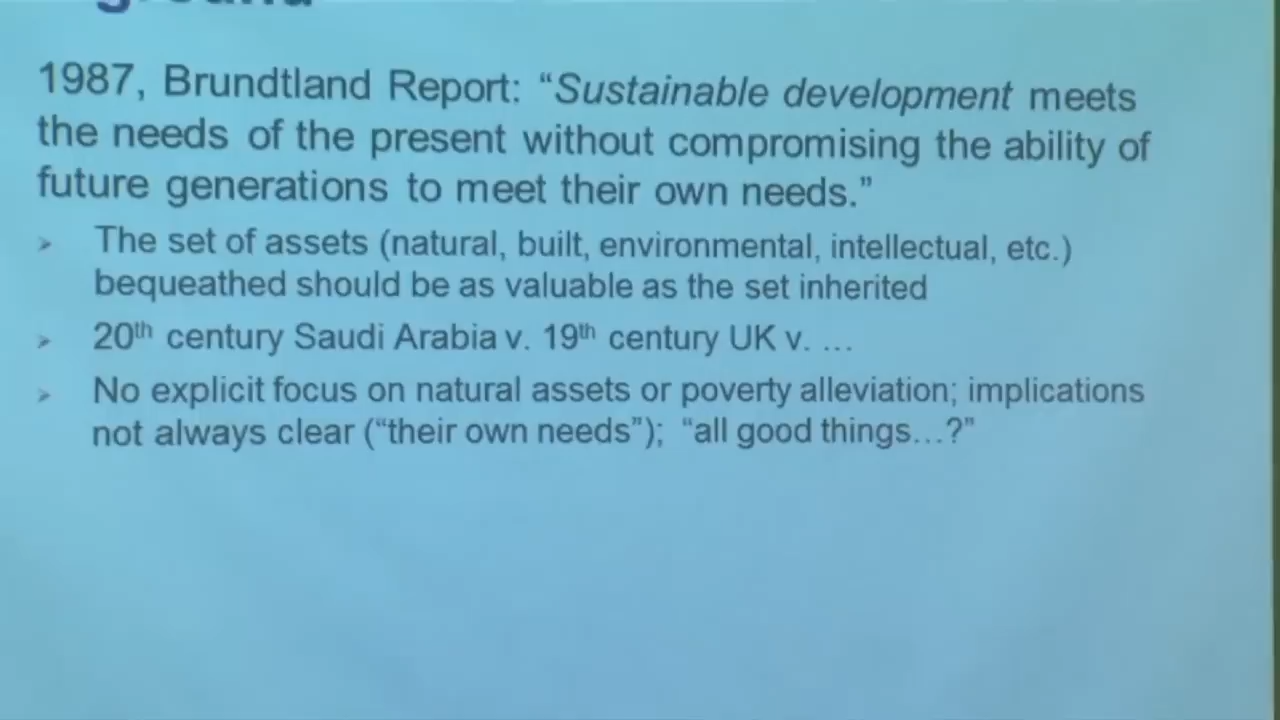 1987, Brundtland Report: “Sustainable development meets
the needs of the present without compromising the ability of
future generations to meet their own needs.”
➢ The set of assets (natural, built, environmental, intellectual, etc.)
bequeathed should be as valuable as the set inherited
➢ 20th century Saudi Arabia v. 19th century UK v. ...
➢ No explicit focus on natural assets or poverty alleviation; implications
not always clear (“their own needs”); “all good things...?”